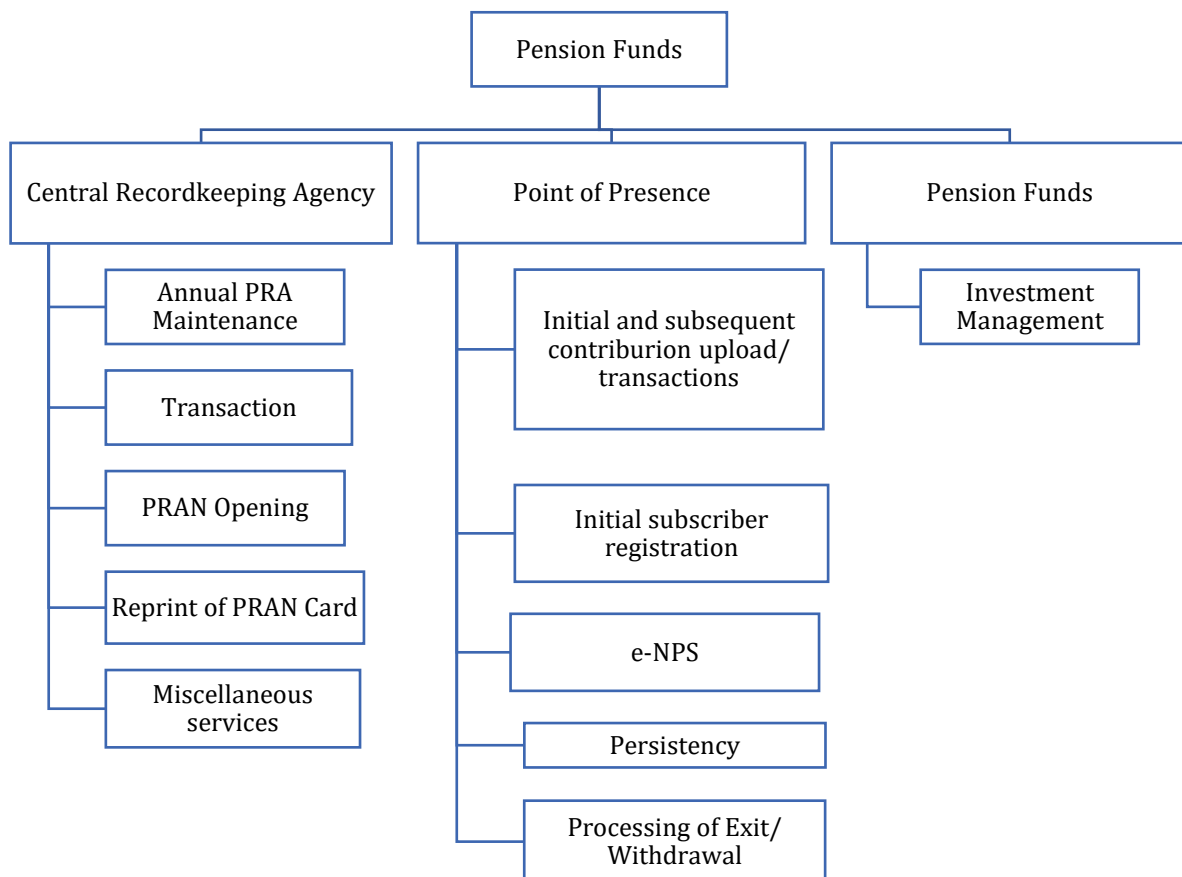 Pension Funds
Central Recordkeeping Agency
Annual PRA
Maintenance
Transaction
PRAN Opening
Reprint of PRAN Card
Miscellaneous
services
Point of Presence
Initial and subsequent
contriburion upload/
transactions
Initial subscriber
registration
e-NPS
Persistency
Processing of Exit/
Withdrawal
Pension Funds
Investment
Management